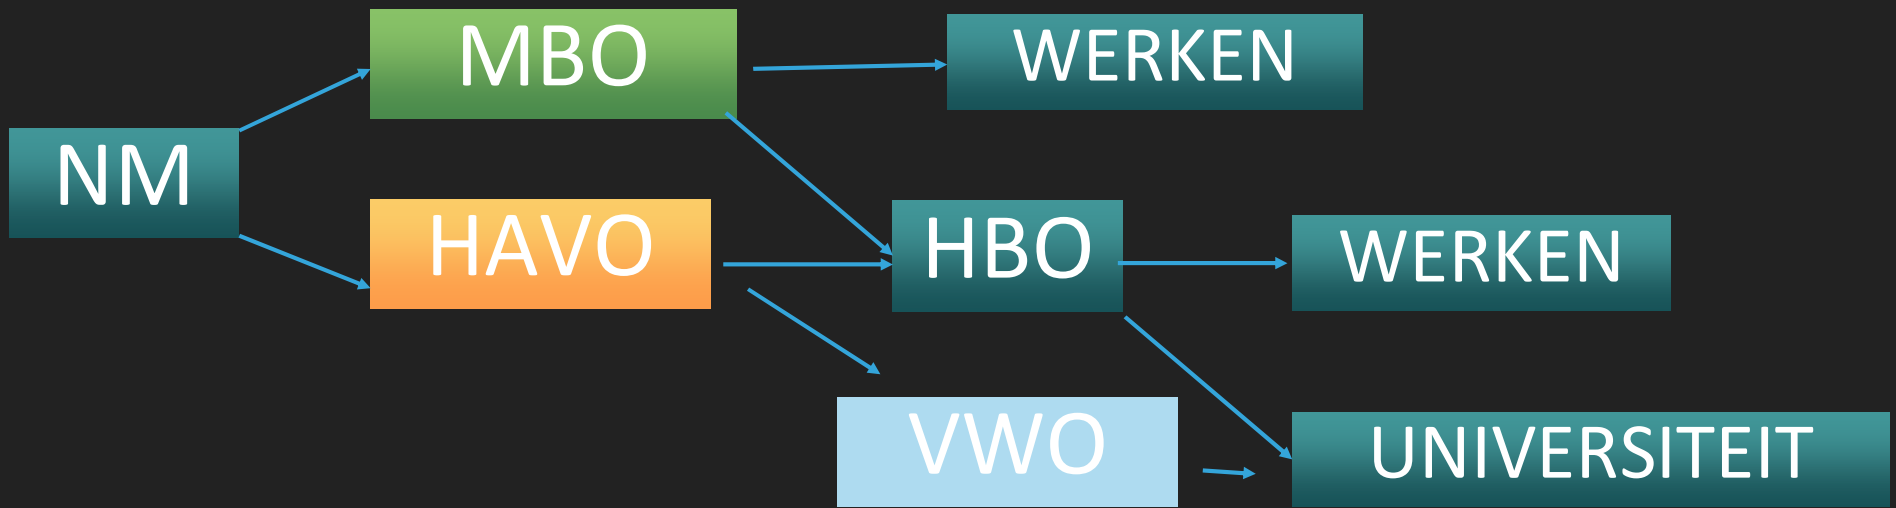 MBO
WERKEN
NM
HAVO
HBO
WERKEN
VWO
UNIVERSITEIT